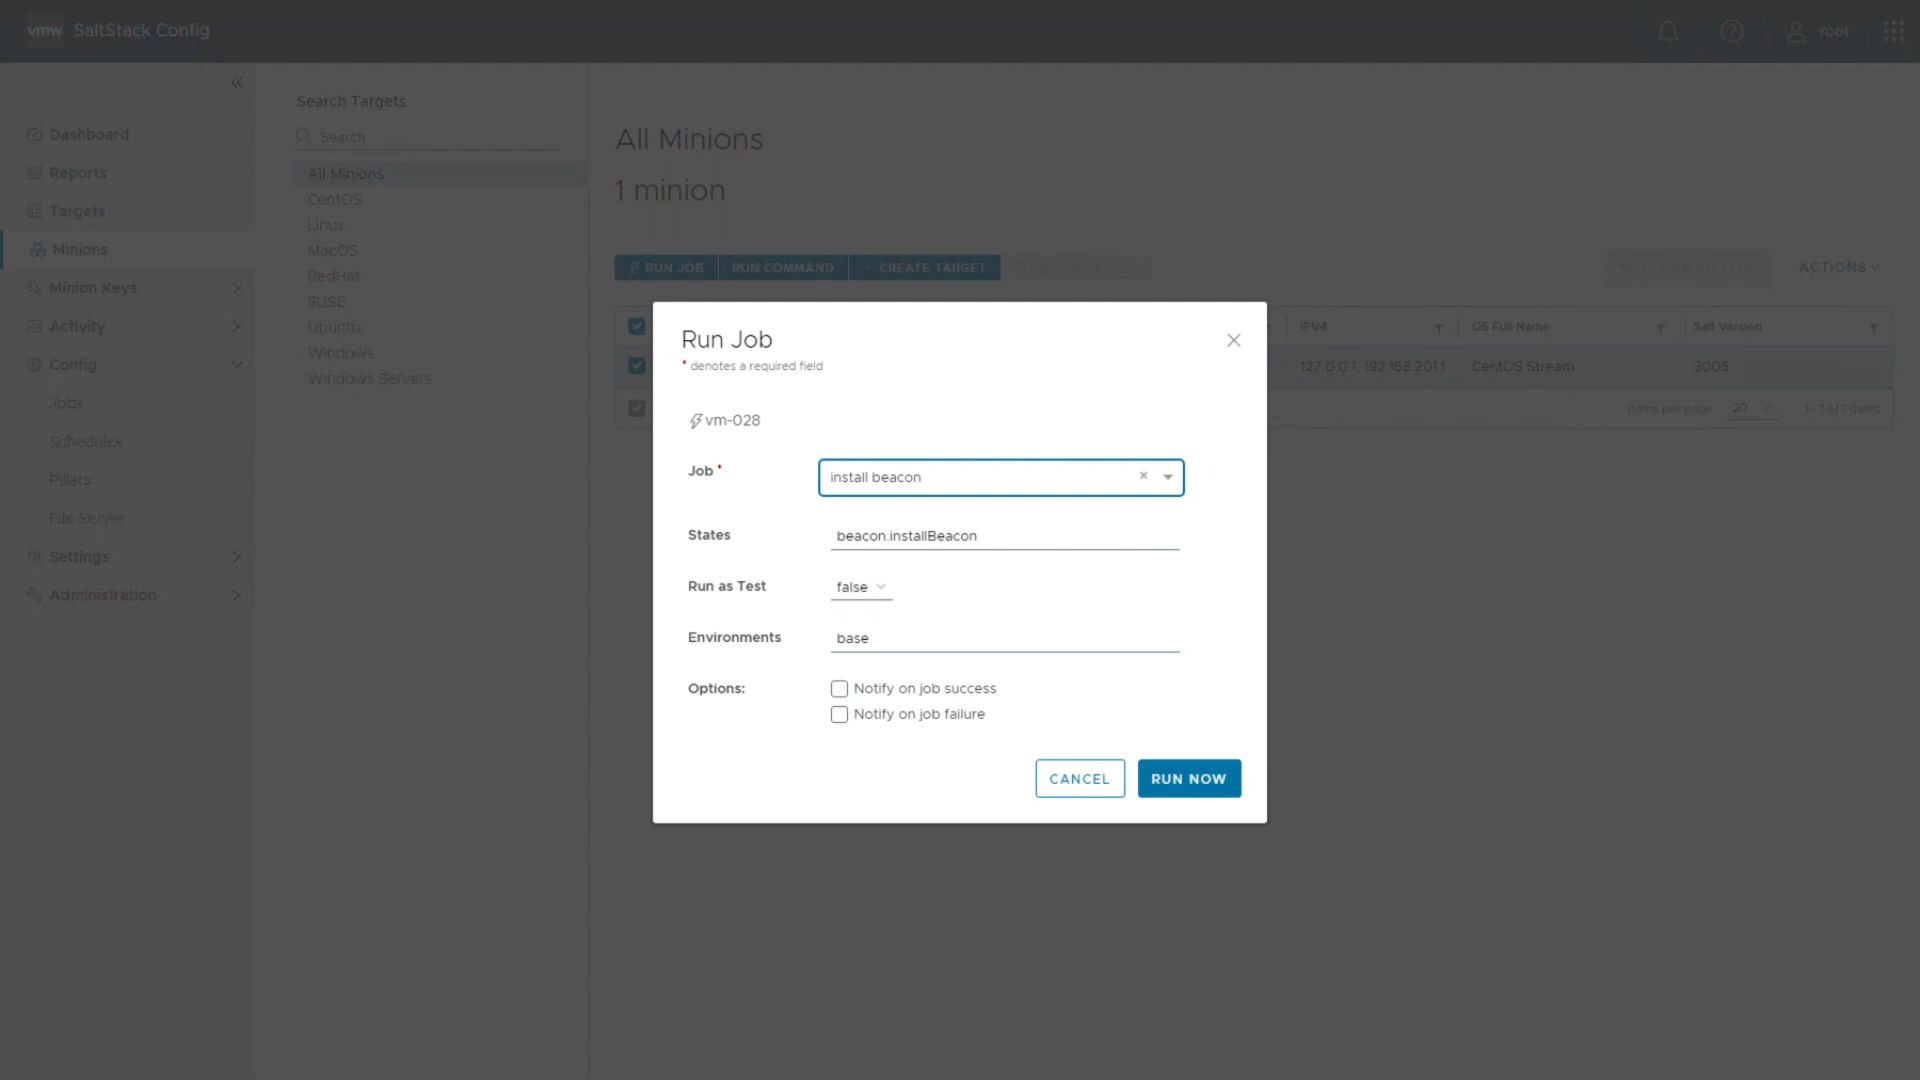 vmw SaltStack Config
root
Search Targets
Search
Dashboard
Reports
Targets
Minions
Minion Keys
Activity
Config
Jobs
Schedules
Pillars
File Server
Settings
Administration
All Minions
CentOS
Linux
MacOS
RedHat
SUSE
Ubuntu
Windows
Windows Servers
All Minions
1 minion
RUN JOB
RUN COMMAND
CREATE TARGET
ACTIONS
IPV4
OS Full Name
Salt Version
127.0.0.1, 192.168.201.1
CentOS Stream
3005
Items per page 20 1 - 1 of 1 items
Run Job
* denotes a required field
vm-028
Job *
install beacon
States
beacon.installBeacon
Run as Test
false
Environments
base
Options:
Notify on job success
Notify on job failure
CANCEL
RUN NOW